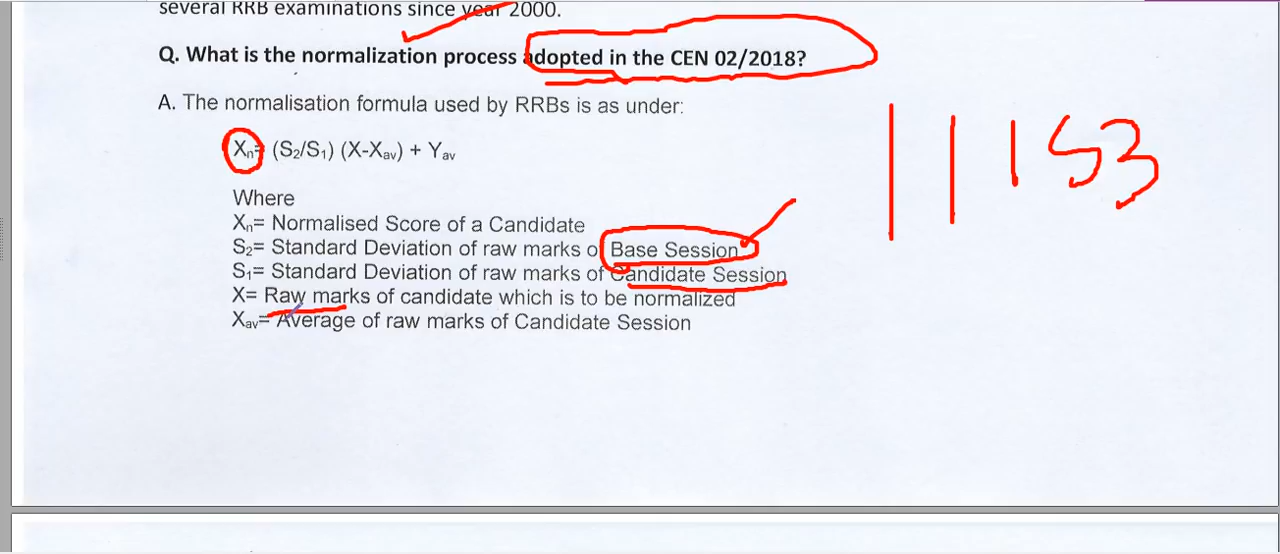 several RRB examinations since year 2000.
Q. What is the normalization process adopted in the CEN 02/2018?
A. The normalisation formula used by RRBs is as under:
Xₙ= (S₂/S₁) (X-Xav) + Yav
Where
Xₙ= Normalised Score of a Candidate
S₂= Standard Deviation of raw marks of Base Session
S₁= Standard Deviation of raw marks of Candidate Session
X= Raw marks of candidate which is to be normalized
Xav= Average of raw marks of Candidate Session